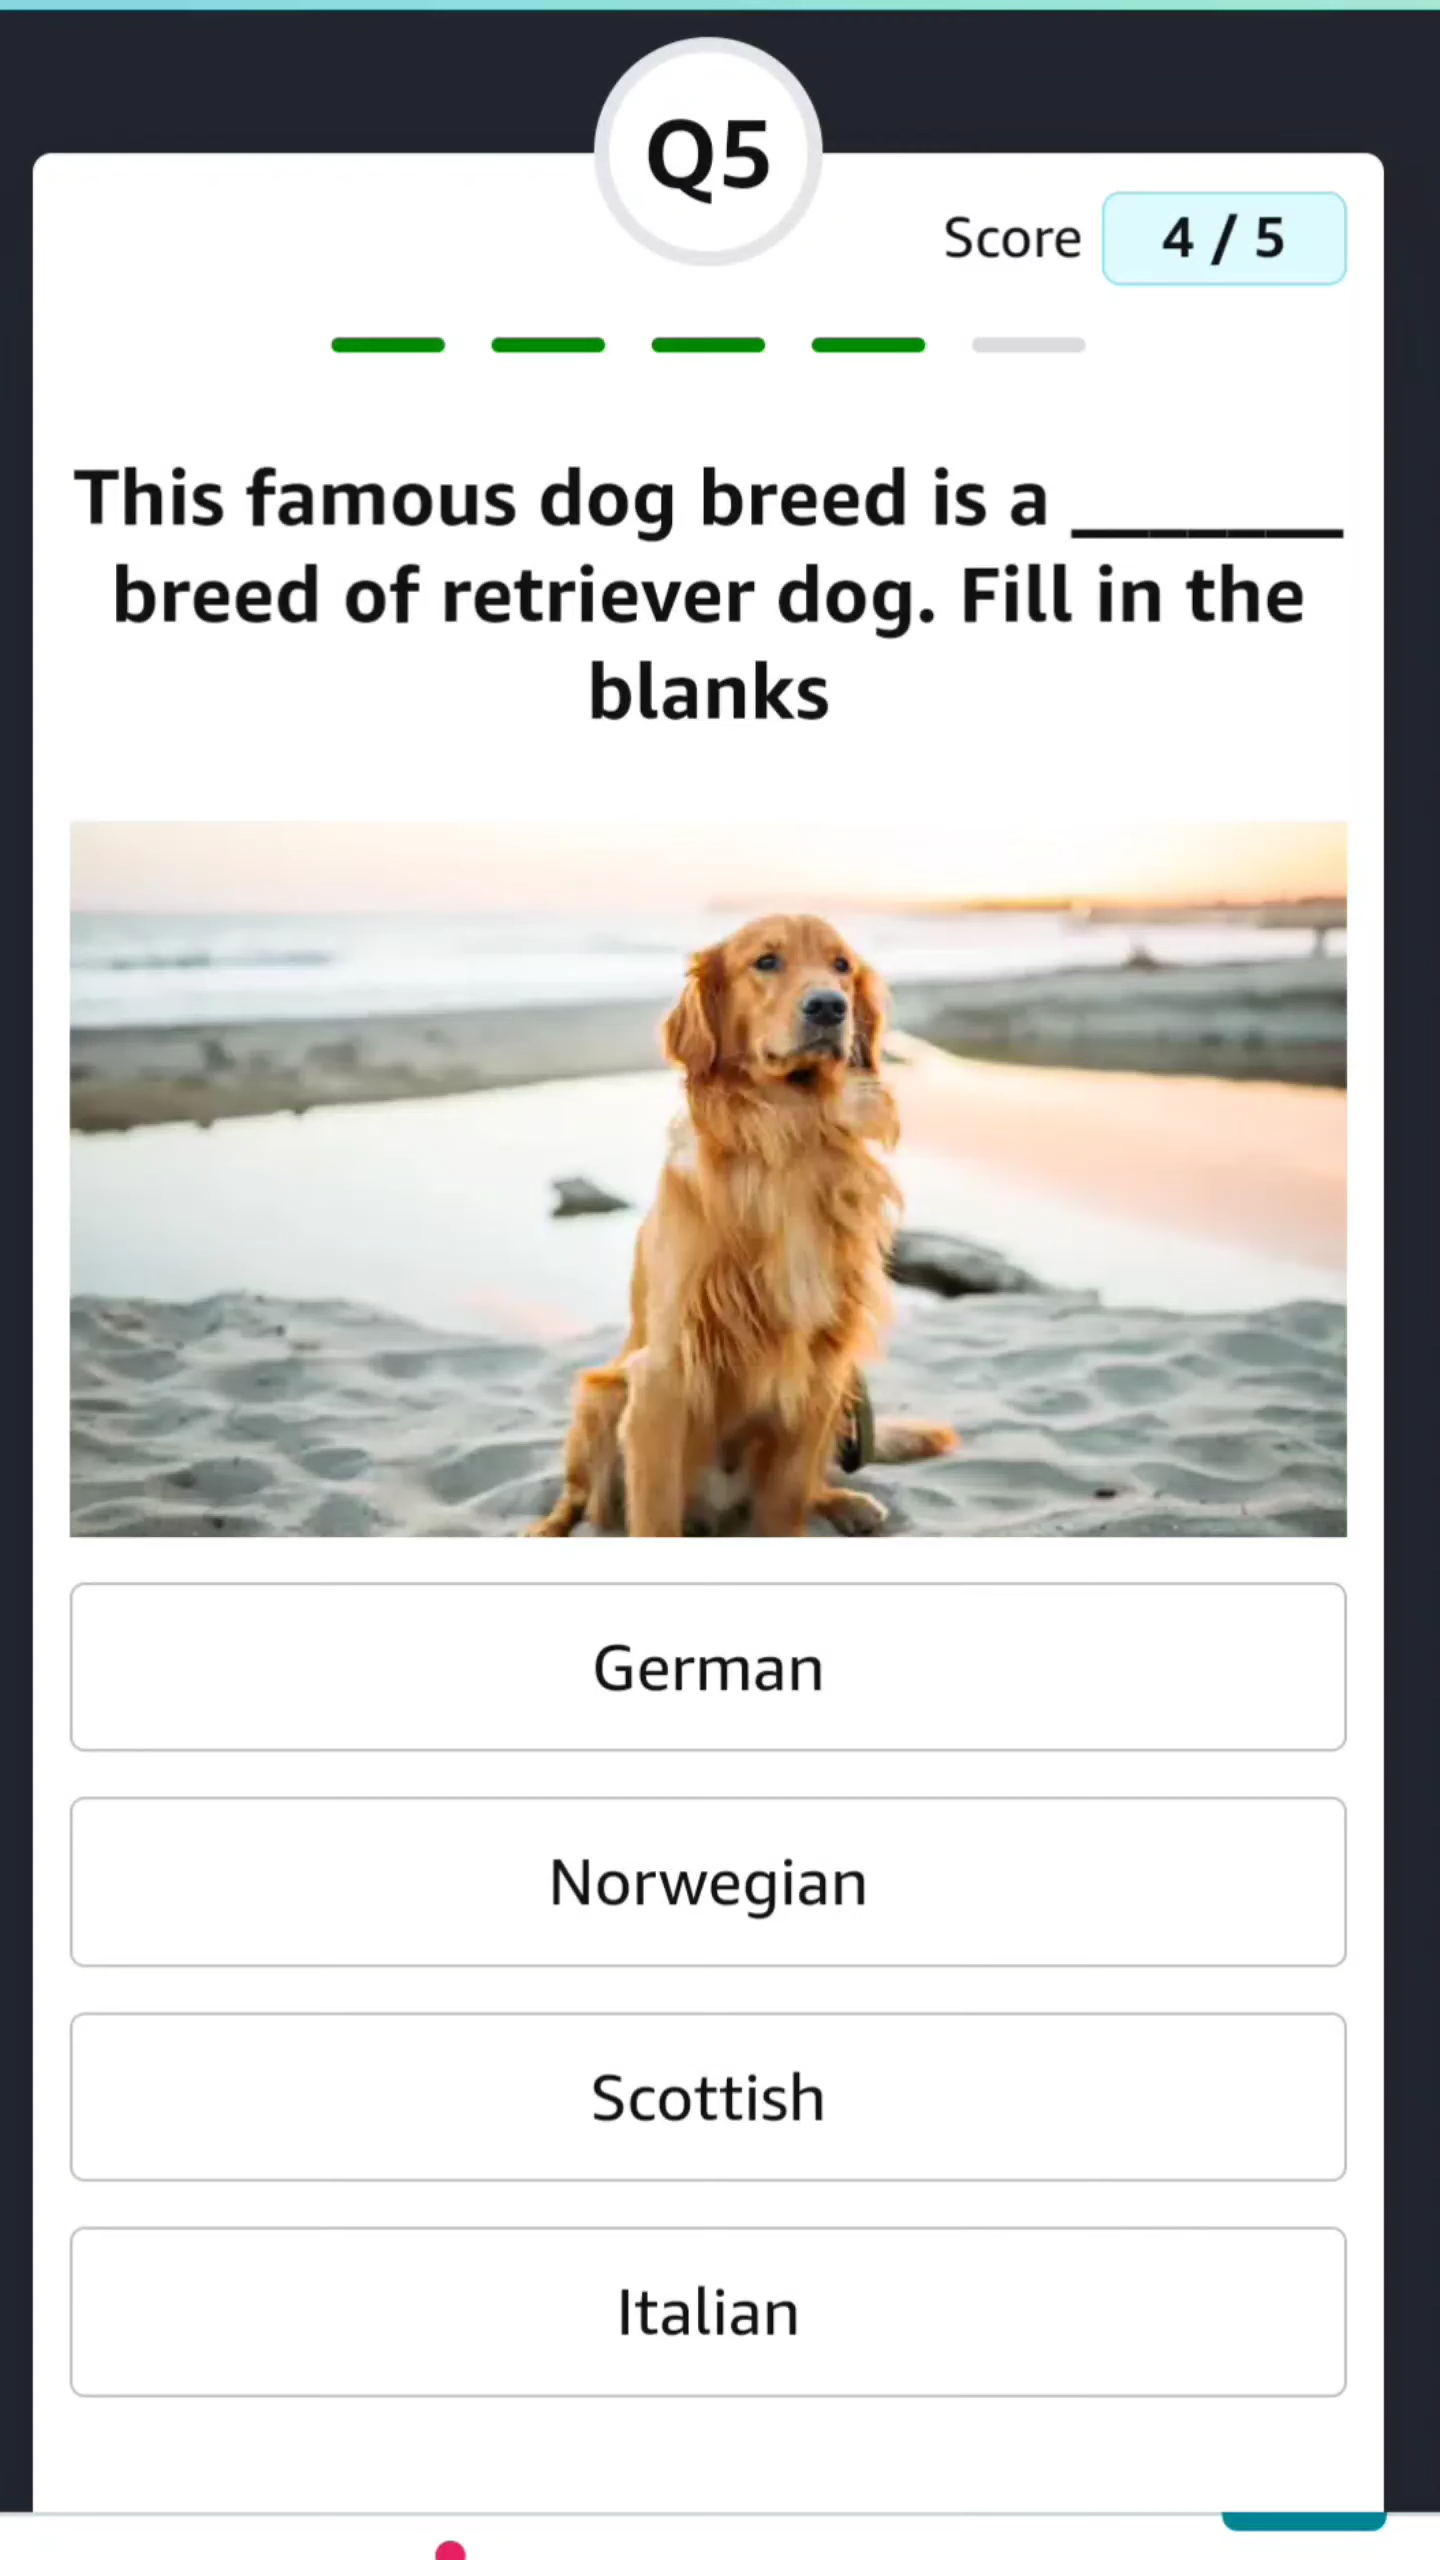 Q5
Score 4 / 5
This famous dog breed is a _______
breed of retriever dog. Fill in the
blanks
German
Norwegian
Scottish
Italian